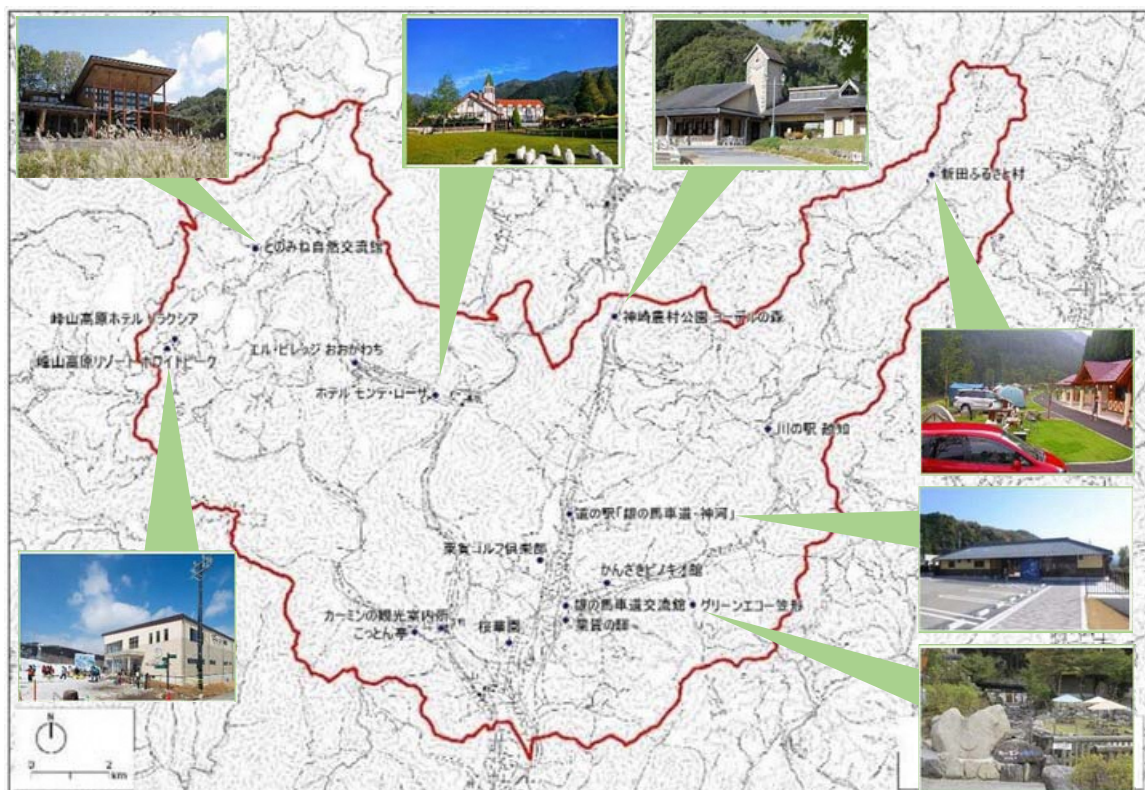 新田ふるさと村
とのみね自然交流館
神崎農村公園 ヨーデルの森
峰山高原ホテル リラクシア
峰山高原リゾート ホワイトピーク
エル・ビレッジ おおかわち
ホテル モンテ・ローザ
川の駅 越知
道の駅「銀の馬車道・神河」
粟賀ゴルフ倶楽部
かんざきピノキオ館
銀の馬車道交流館
グリーンエコー笠形
カーミンの観光案内所
こっとん亭
桜華園
粟賀の郷
N
0 1 2
km